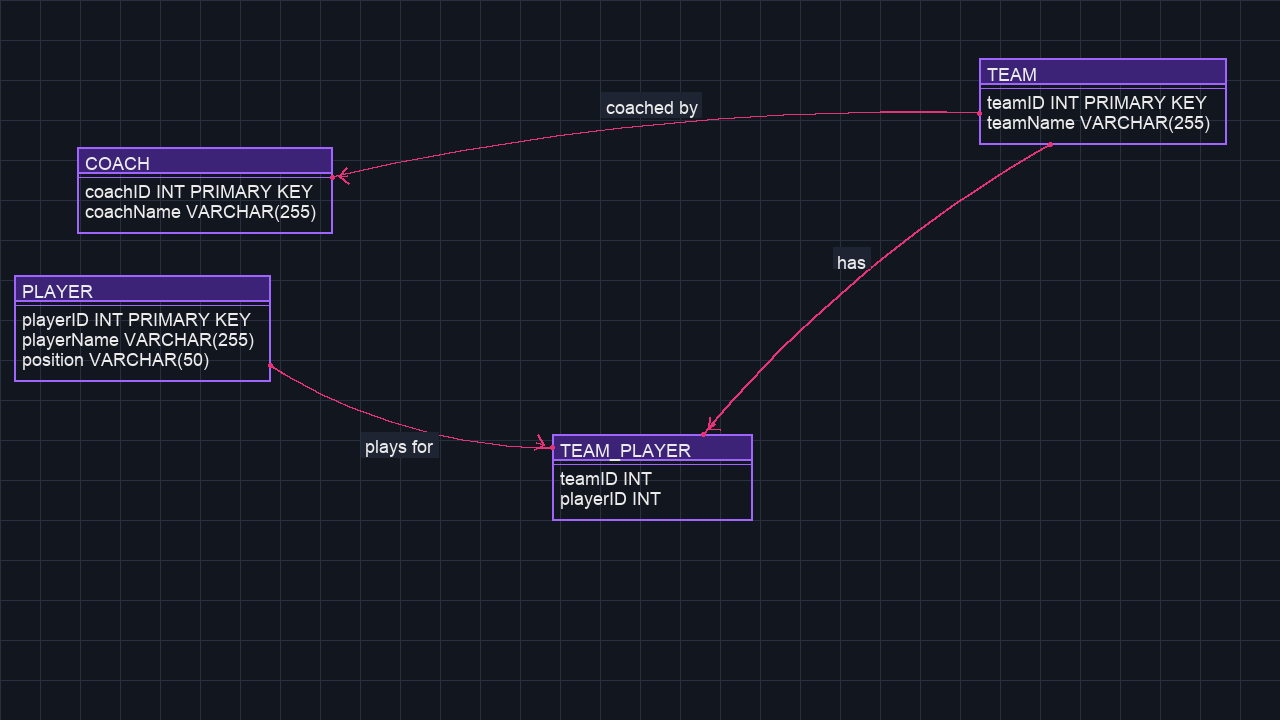 TEAM
teamID INT PRIMARY KEY
teamName VARCHAR(255)
coached by
COACH
coachID INT PRIMARY KEY
coachName VARCHAR(255)
has
PLAYER
playerID INT PRIMARY KEY
playerName VARCHAR(255)
position VARCHAR(50)
plays for
TEAM_PLAYER
teamID INT
playerID INT